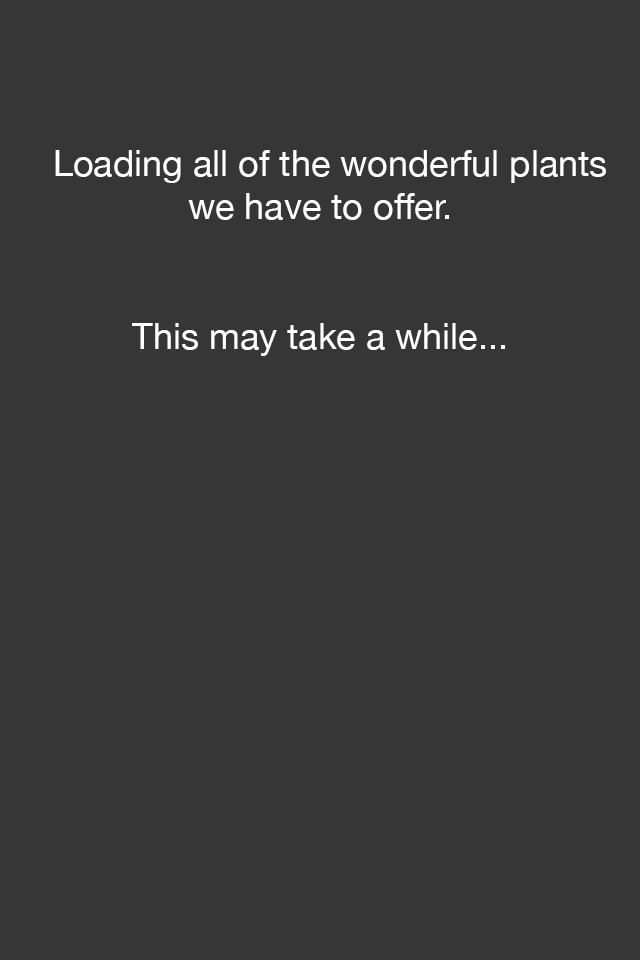 Loading all of the wonderful plants
we have to offer.
This may take a while...